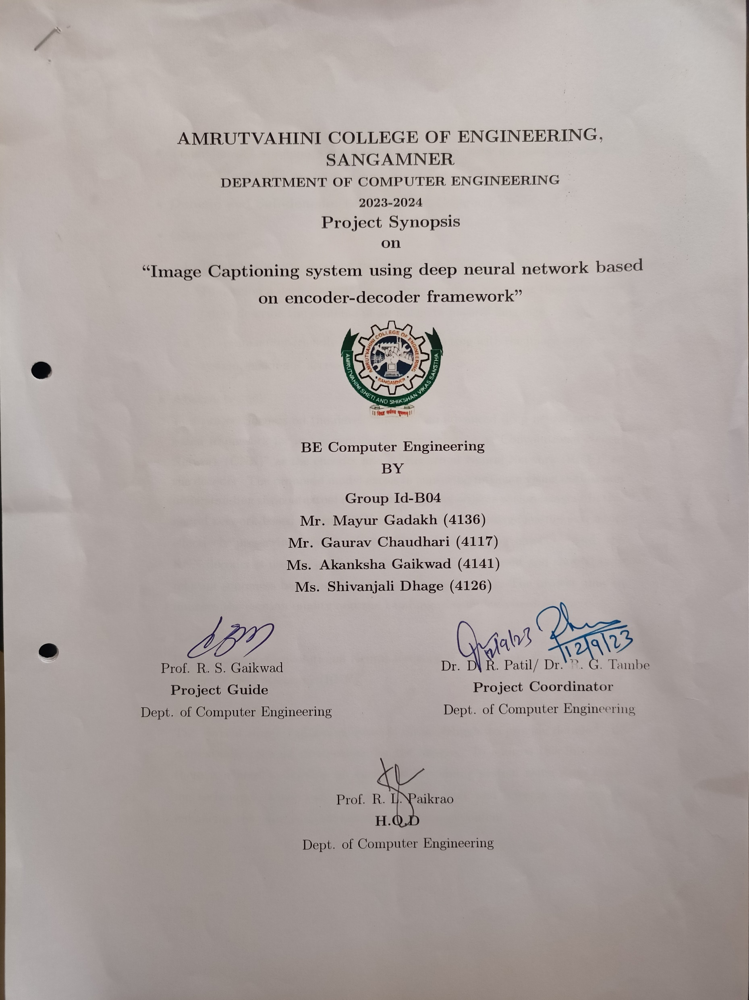 AMRUTVAHINI COLLEGE OF ENGINEERING,
SANGAMNER
DEPARTMENT OF COMPUTER ENGINEERING
2023-2024
Project Synopsis
on
“Image Captioning system using deep neural network based
on encoder-decoder framework”
AMRUTVAHINI COLLEGE OF ENGINEERING
SANGAMNER
AMRUTVAHINI SHETI AND SHIKSHAN VIKAS SANSTHA
|| विद्या सर्वस्य भूषणम् ||
BE Computer Engineering
BY
Group Id-B04
Mr. Mayur Gadakh (4136)
Mr. Gaurav Chaudhari (4117)
Ms. Akanksha Gaikwad (4141)
Ms. Shivanjali Dhage (4126)
12/9/23 12/9/23
Prof. R. S. Gaikwad Dr. D. R. Patil/ Dr. R. G. Tambe
Project Guide Project Coordinator
Dept. of Computer Engineering Dept. of Computer Engineering
Prof. R. L. Paikrao
H.O.D
Dept. of Computer Engineering